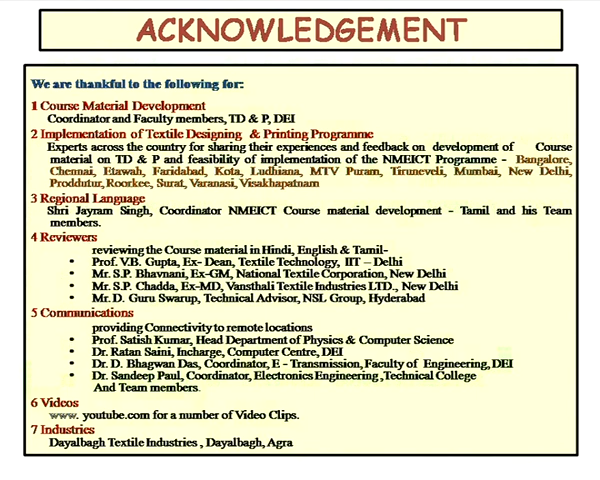 ACKNOWLEDGEMENT
We are thankful to the following for:
1 Course Material Development
Coordinator and Faculty members, TD & P, DEI
2 Implementation of Textile Designing & Printing Programme
Experts across the country for sharing their experiences and feedback on development of Course
material on TD & P and feasibility of implementation of the NMEICT Programme - Bangalore,
Chennai, Etawah, Faridabad, Kota, Ludhiana, MTV Puram, Tiruneveli, Mumbai, New Delhi,
Proddutur, Roorkee, Surat, Varanasi, Visakhapatnam
3 Regional Language
Shri Jayram Singh, Coordinator NMEICT Course material development - Tamil and his Team
members.
4 Reviewers
reviewing the Course material in Hindi, English & Tamil-
• Prof. V.B. Gupta, Ex- Dean, Textile Technology, IIT – Delhi
• Mr. S.P. Bhavnani, Ex-GM, National Textile Corporation, New Delhi
• Mr. S.P. Chadda, Ex-MD, Vansthali Textile Industries LTD., New Delhi
• Mr. D. Guru Swarup, Technical Advisor, NSL Group, Hyderabad
5 Communications
providing Connectivity to remote locations
• Prof. Satish Kumar, Head Department of Physics & Computer Science
• Dr. Ratan Saini, Incharge, Computer Centre, DEI
• Dr. D. Bhagwan Das, Coordinator, E - Transmission, Faculty of Engineering, DEI
• Dr. Sandeep Paul, Coordinator, Electronics Engineering ,Technical College
And Team members.
6 Videos
www. youtube.com for a number of Video Clips.
7 Industries
Dayalbagh Textile Industries , Dayalbagh, Agra